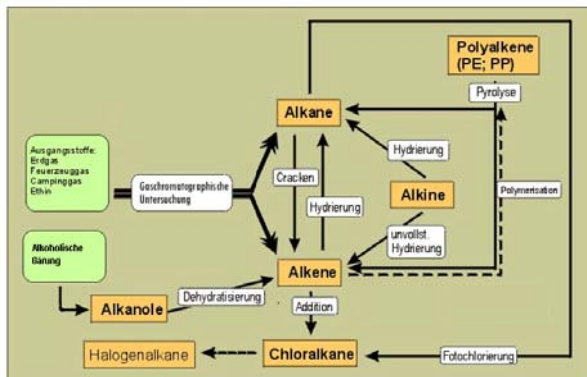 Polyalkene
(PE; PP)
Pyrolyse
Alkane
Ausgangsstoffe:
Erdgas
Feuerzeuggas
Campinggas
Ethin
Gaschromatographische
Untersuchung
Cracken
Hydrierung
Hydrierung
Alkine
Polymerisation
unvollst.
Hydrierung
Alkoholische
Gärung
Alkene
Alkanole
Dehydratisierung
Addition
Halogenalkane
Chloralkane
Fotochlorierung